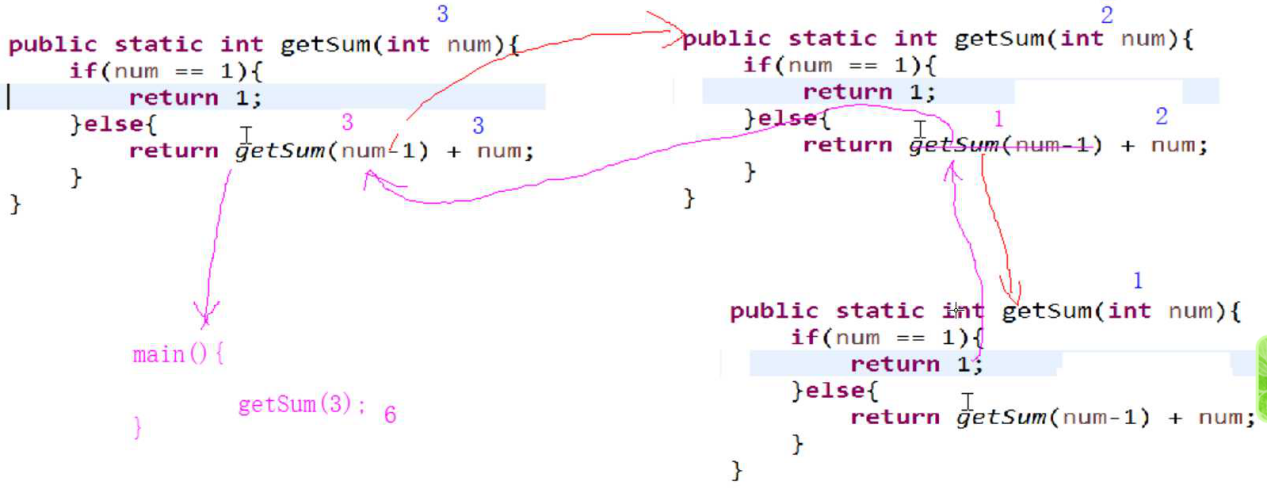 3
public static int getSum(int num){
if(num == 1){
return 1;
}else{
3 3
return getSum(num-1) + num;
}
}
2
public static int getSum(int num){
if(num == 1){
return 1;
}else{
1 2
return getSum(num-1) + num;
}
}
1
public static int getSum(int num){
if(num == 1){
return 1;
}else{
return getSum(num-1) + num;
}
}
main(){
getSum(3); 6
}